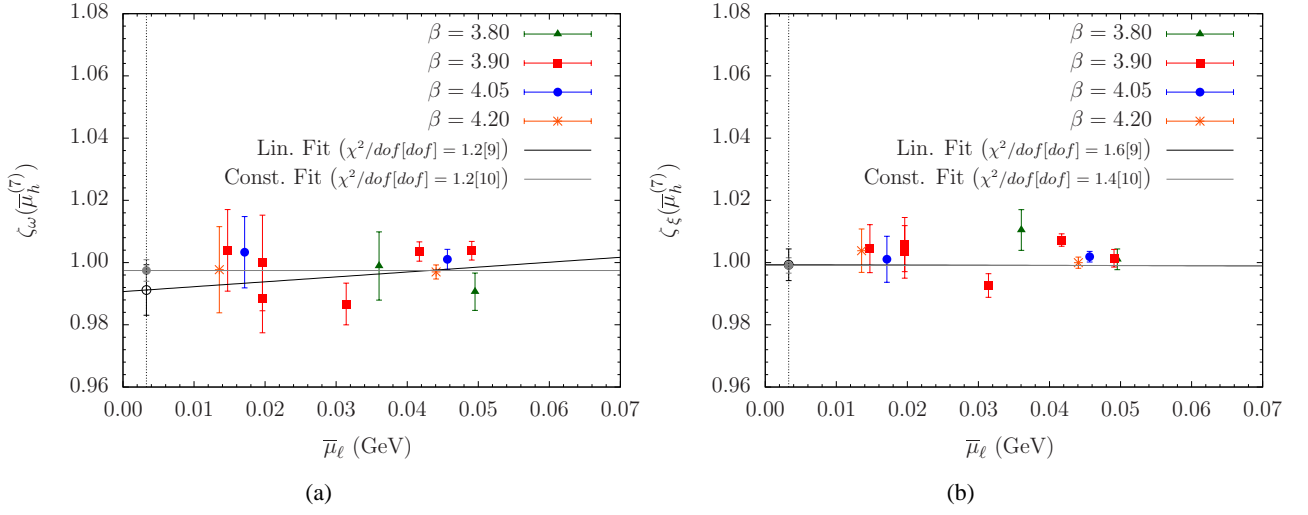 1.08
1.06
1.04
1.02
1.00
0.98
0.96
0.00 0.01 0.02 0.03 0.04 0.05 0.06 0.07
ζω(μ̅h(7))
μ̅ℓ (GeV)
β = 3.80
β = 3.90
β = 4.05
β = 4.20
Lin. Fit (χ²/dof[dof] = 1.2[9])
Const. Fit (χ²/dof[dof] = 1.2[10])
(a)
1.08
1.06
1.04
1.02
1.00
0.98
0.96
0.00 0.01 0.02 0.03 0.04 0.05 0.06 0.07
ζξ(μ̅h(7))
μ̅ℓ (GeV)
β = 3.80
β = 3.90
β = 4.05
β = 4.20
Lin. Fit (χ²/dof[dof] = 1.6[9])
Const. Fit (χ²/dof[dof] = 1.4[10])
(b)